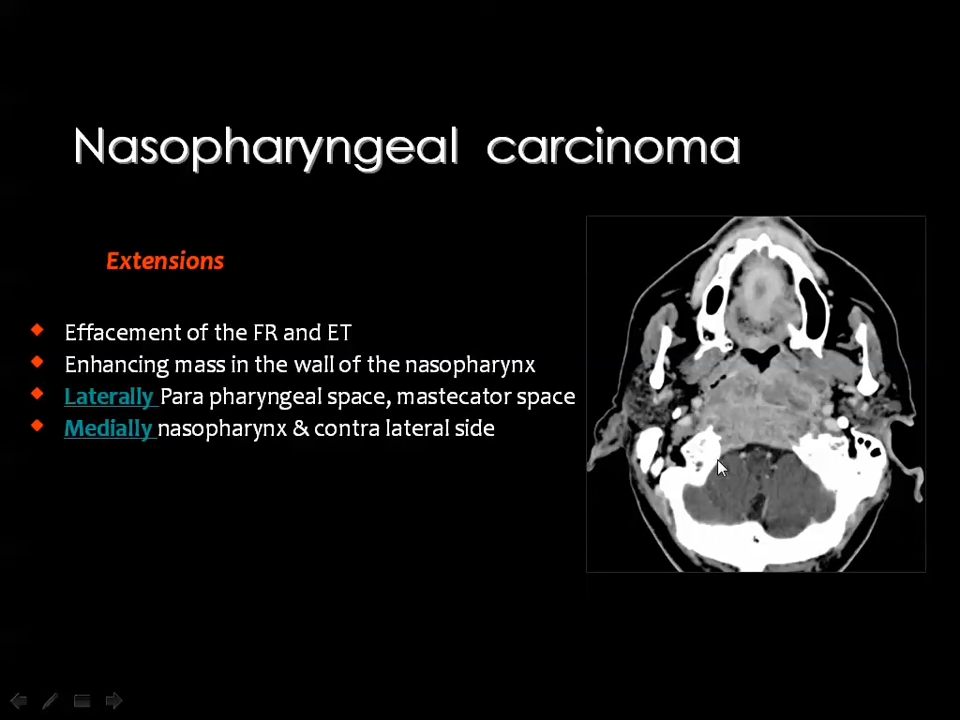 Nasopharyngeal carcinoma
Extensions
Effacement of the FR and ET
Enhancing mass in the wall of the nasopharynx
Laterally Para pharyngeal space, mastecator space
Medially nasopharynx & contra lateral side